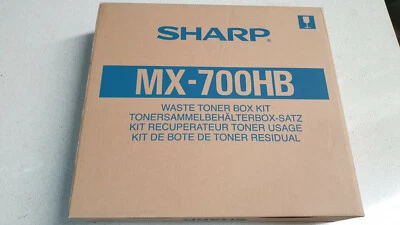 SHARP
MX-700HB
WASTE TONER BOX KIT
TONERSAMMELBEHÄLTERBOX-SATZ
KIT RECUPERATEUR TONER USAGE
KIT DE BOTE DE TONER RESIDUAL